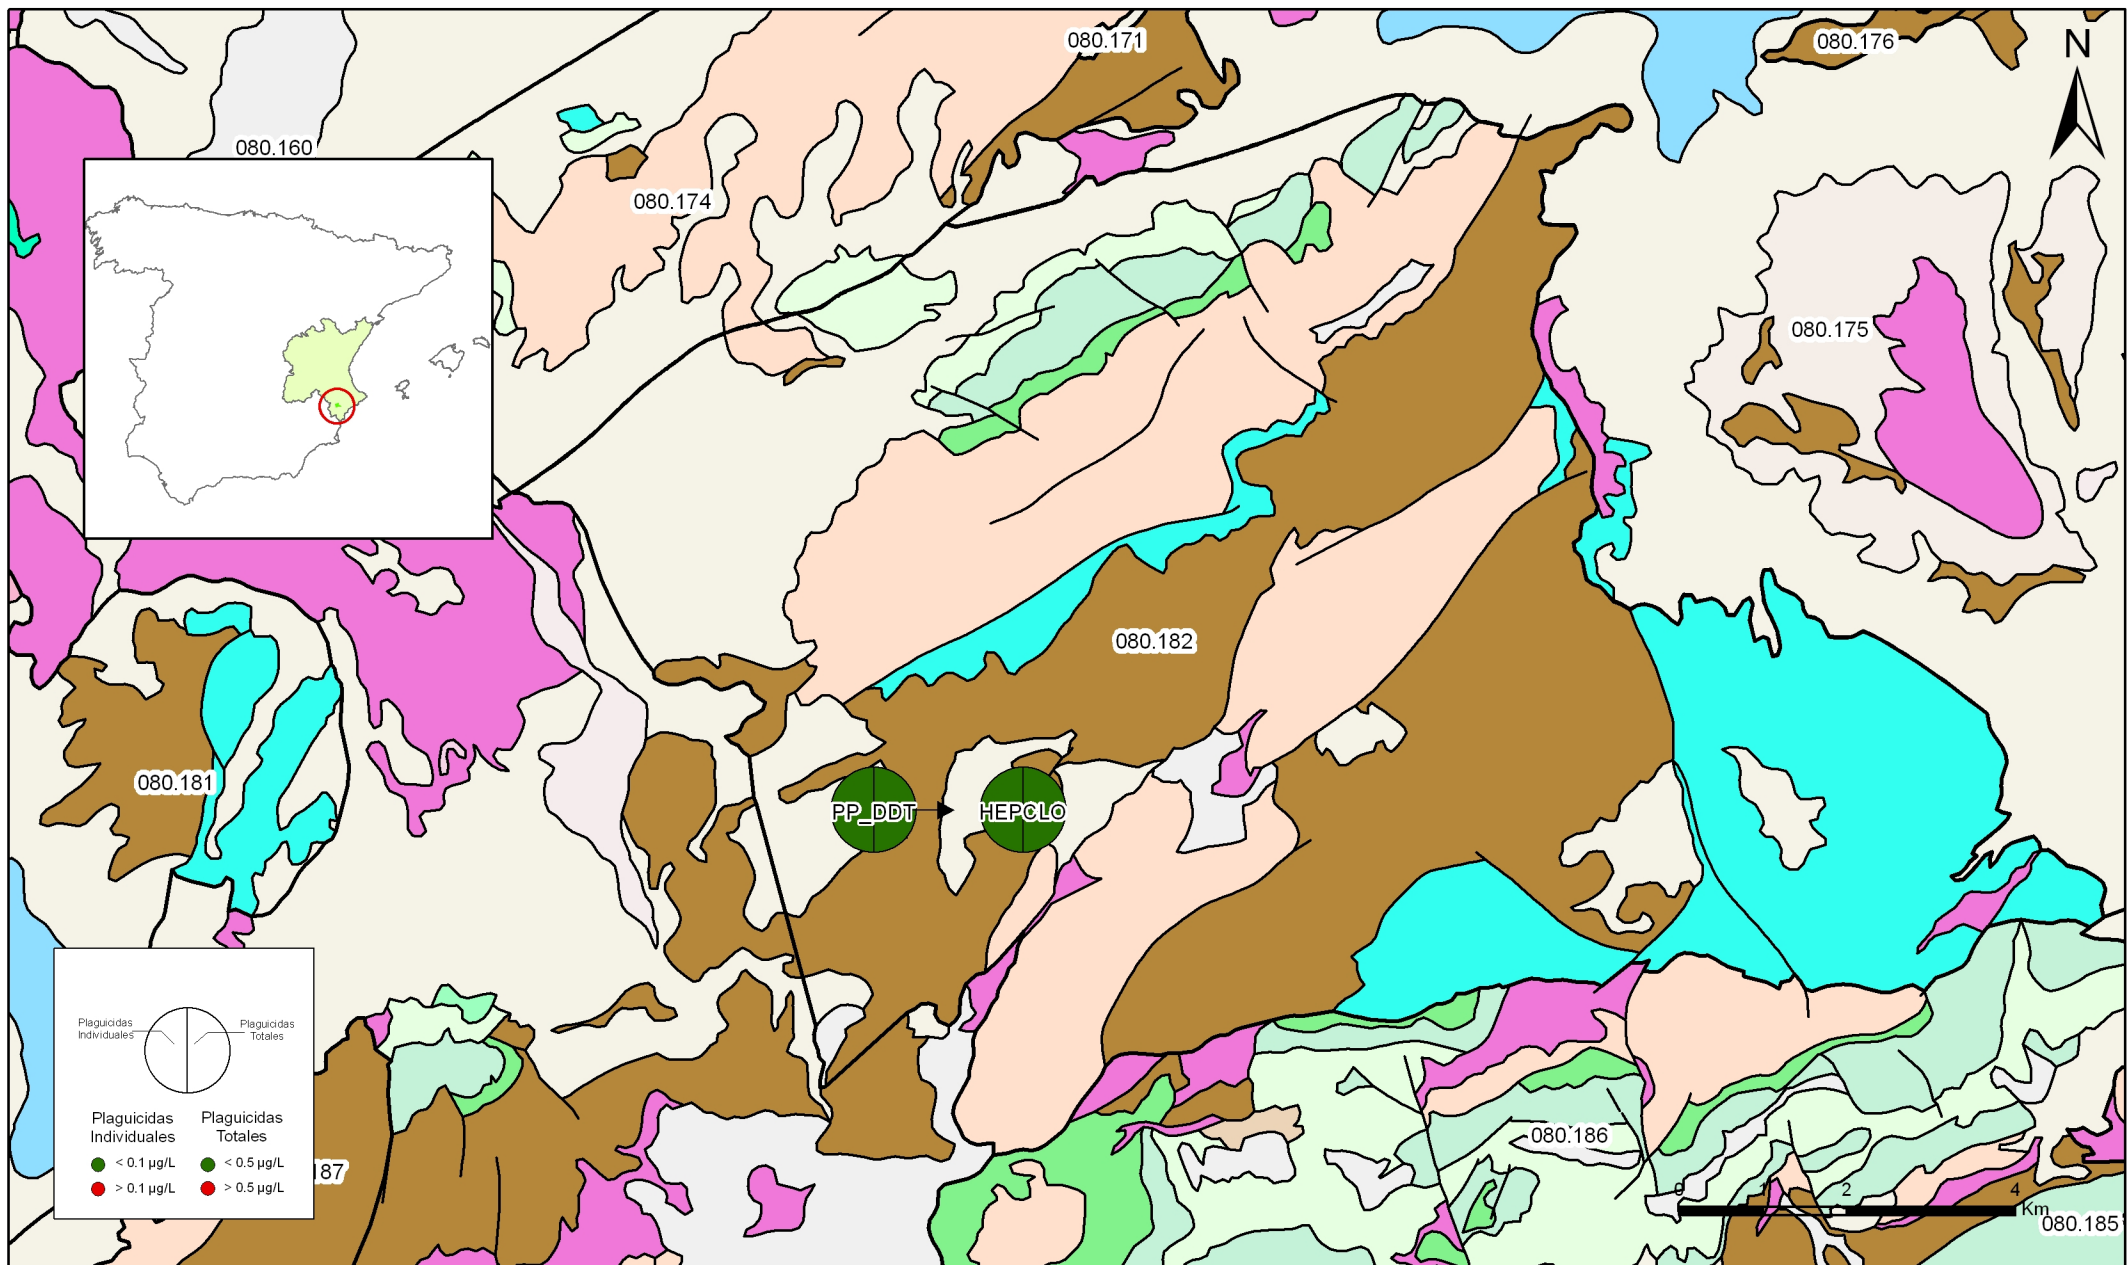 080.171
080.176
N
080.160
080.174
080.175
080.182
080.181
PP_DDT
HEPCLO
Plaguicidas
Individuales
Plaguicidas
Totales
Plaguicidas
Individuales
Plaguicidas
Totales
< 0.1 µg/L
< 0.5 µg/L
> 0.1 µg/L
> 0.5 µg/L
187
080.186
0
1
2
4
Km
080.185